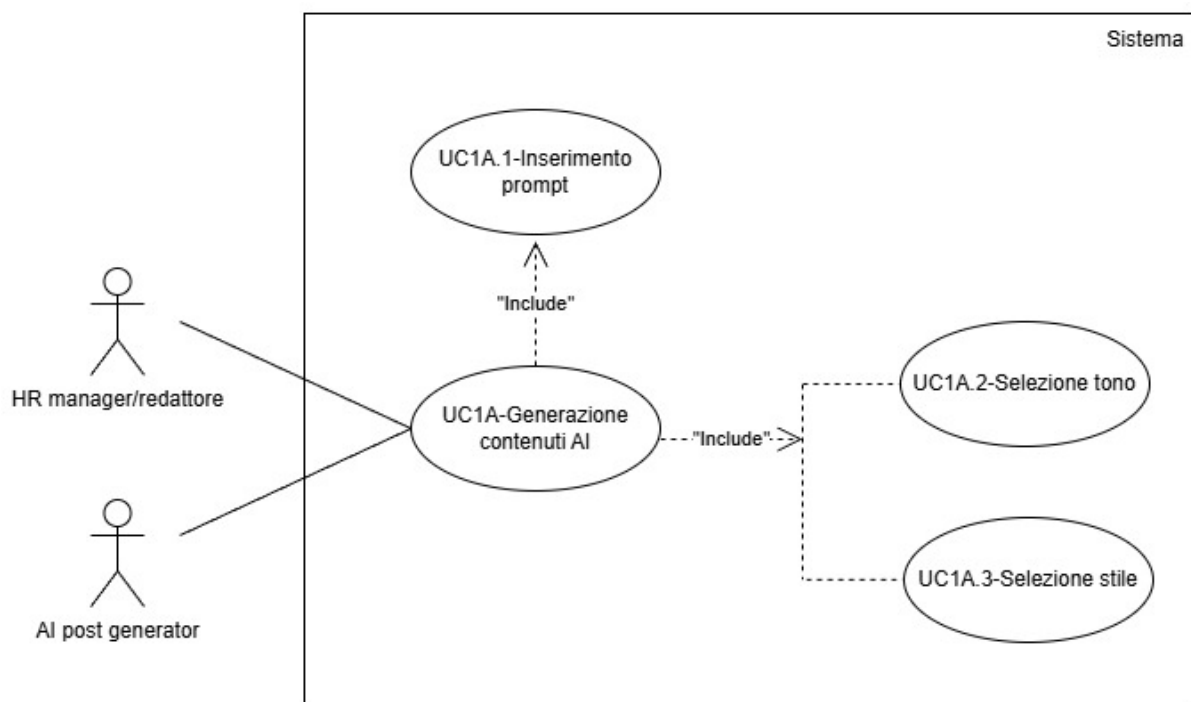 Sistema
UC1A.1-Inserimento
prompt
"Include"
HR manager/redattore
UC1A-Generazione
contenuti AI
"Include"
UC1A.2-Selezione tono
UC1A.3-Selezione stile
AI post generator